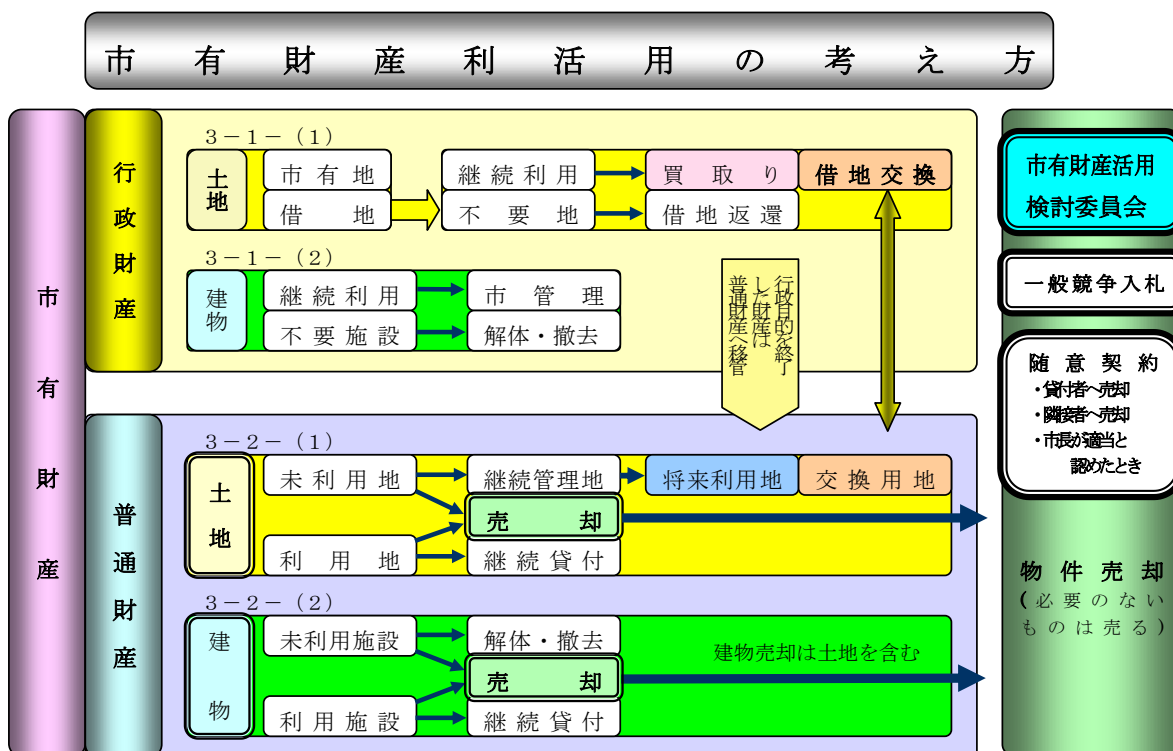 市有財産利活用の考え方
市有財産
行政財産
3－1－(1)
土地
市有地
借地
継続利用
不要地
買取り
借地返還
借地交換
3－1－(2)
建物
継続利用
不要施設
市管理
解体・撤去
行政目的を終了
した財産は
普通財産へ移管
普通財産
3－2－(1)
土地
未利用地
利用地
継続管理地
売却
継続貸付
将来利用地
交換用地
3－2－(2)
建物
未利用施設
利用施設
解体・撤去
売却
継続貸付
建物売却は土地を含む
市有財産活用
検討委員会
一般競争入札
随意契約
・貸付者へ売却
・隣接者へ売却
・市長が適当と
認めたとき
物件売却
(必要のない
ものは売る)